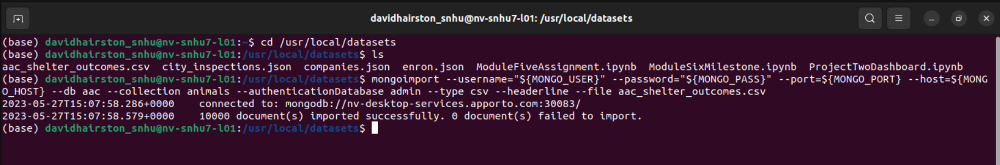 davidhairston_snhu@nv-snhu7-l01: /usr/local/datasets
(base) davidhairston_snhu@nv-snhu7-l01:~$ cd /usr/local/datasets
(base) davidhairston_snhu@nv-snhu7-l01:/usr/local/datasets$ ls
aac_shelter_outcomes.csv  city_inspections.json  companies.json  enron.json  ModuleFiveAssignment.ipynb  ModuleSixMilestone.ipynb  ProjectTwoDashboard.ipynb
(base) davidhairston_snhu@nv-snhu7-l01:/usr/local/datasets$ mongoimport --username="${MONGO_USER}" --password="${MONGO_PASS}" --port=${MONGO_PORT} --host=${MONG
O_HOST} --db aac --collection animals --authenticationDatabase admin --type csv --headerline --file aac_shelter_outcomes.csv
2023-05-27T15:07:58.286+0000    connected to: mongodb://nv-desktop-services.apporto.com:30083/
2023-05-27T15:07:58.579+0000    10000 document(s) imported successfully. 0 document(s) failed to import.
(base) davidhairston_snhu@nv-snhu7-l01:/usr/local/datasets$